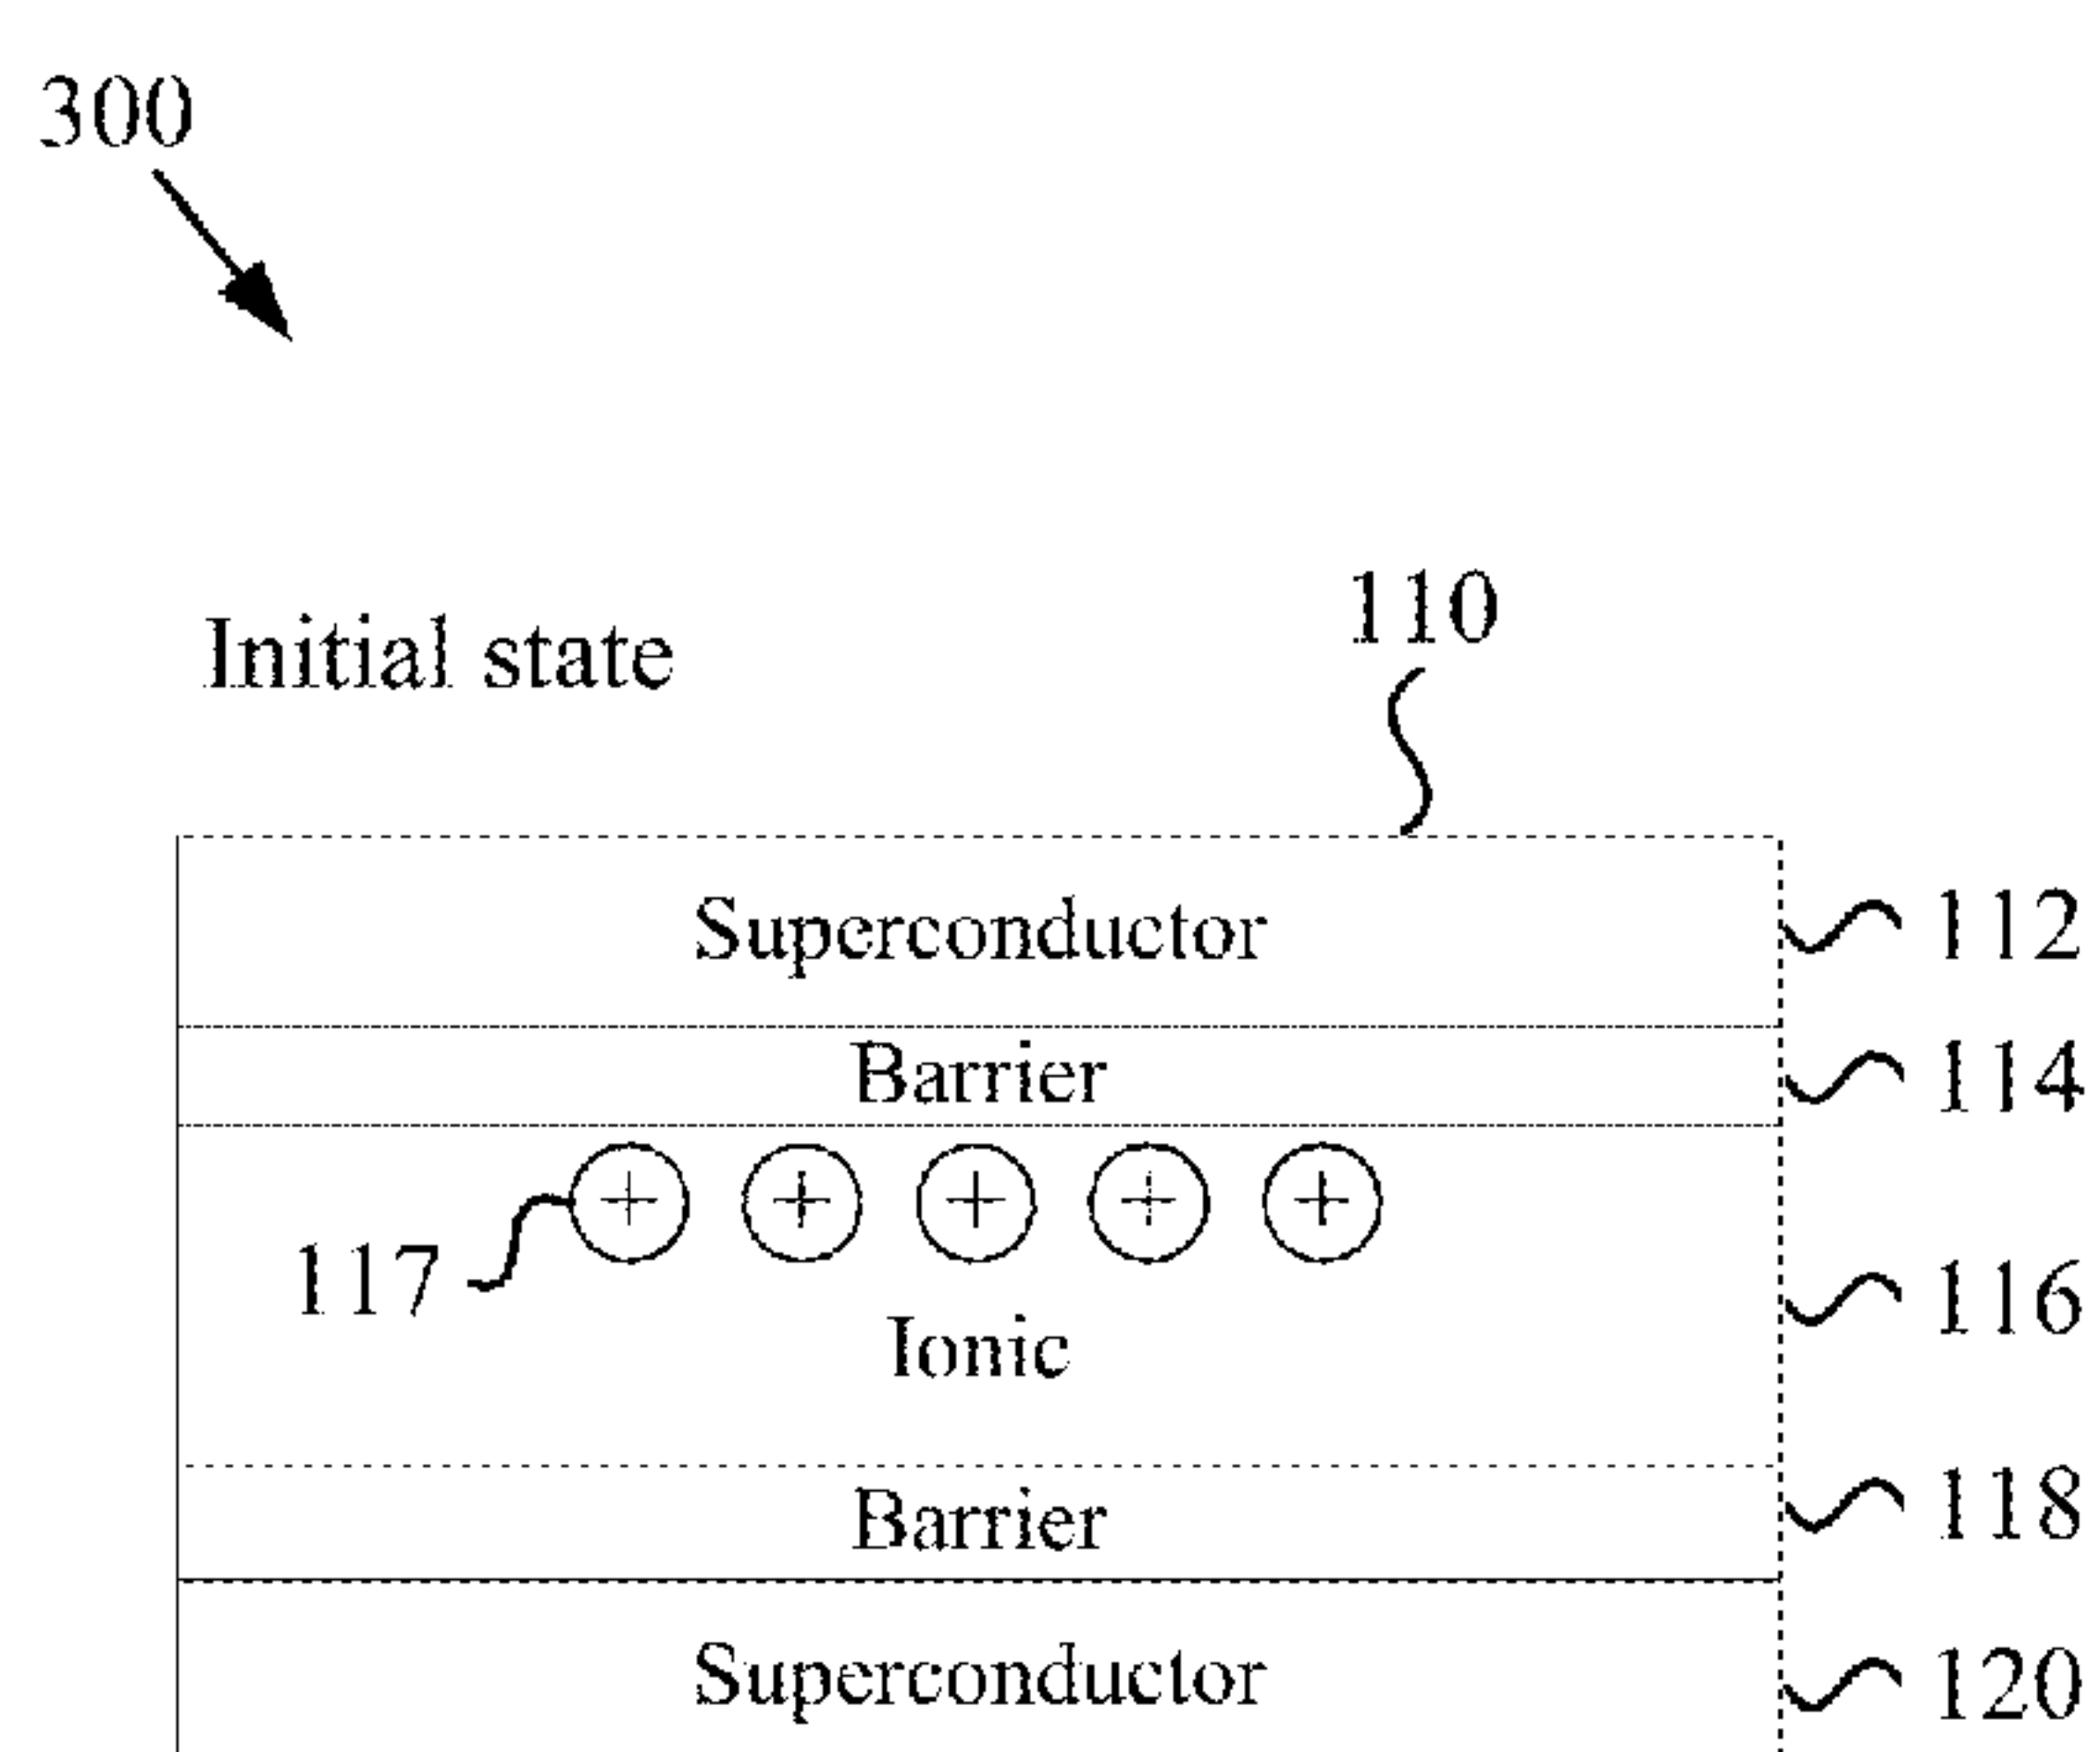 300
Initial state
110
Superconductor 112
Barrier 114
+ + + + +
117
Ionic 116
Barrier 118
Superconductor 120